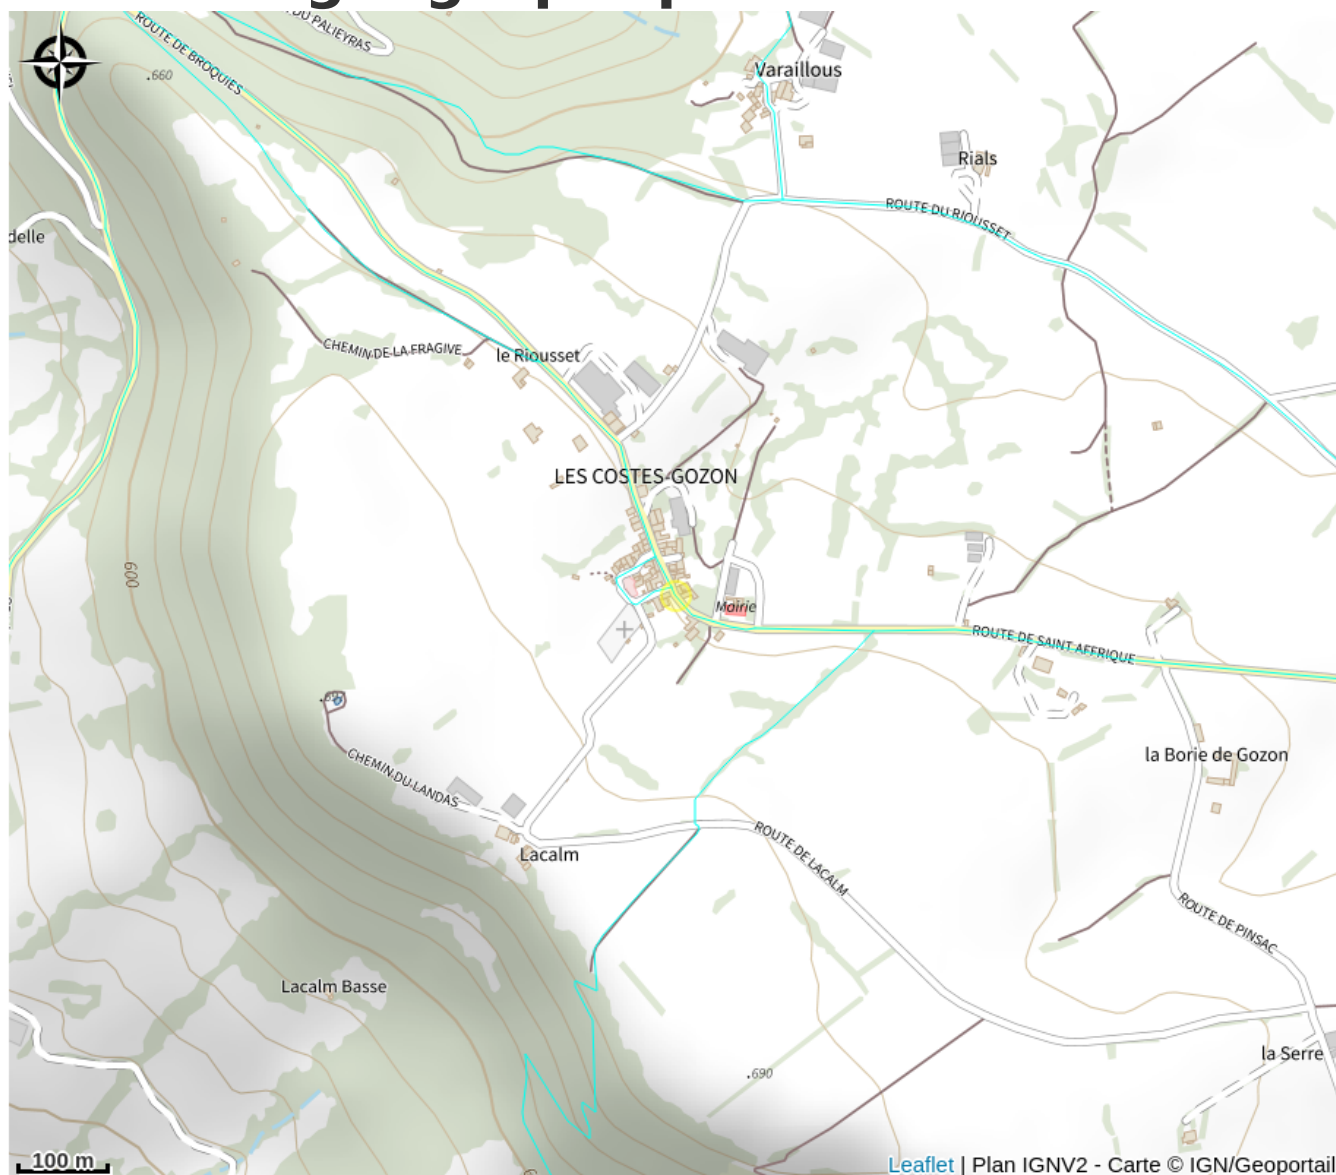 DU PALIEYRAS
ROUTE DE BROQUIES
.660
Varaillous
Rials
ROUTE DU RIOUSSET
delle
CHEMIN DE LA FRAGIVE
le Riousset
LES COSTES-GOZON
600
Mairie
ROUTE DE SAINT AFFRIQUE
CHEMIN DU LANDAS
la Borie de Gozon
Lacalm
ROUTE DE LACALM
ROUTE DE PINSAC
Lacalm Basse
la Serre
.690
100 m
Leaflet | Plan IGNV2 - Carte © IGN/Geoportail